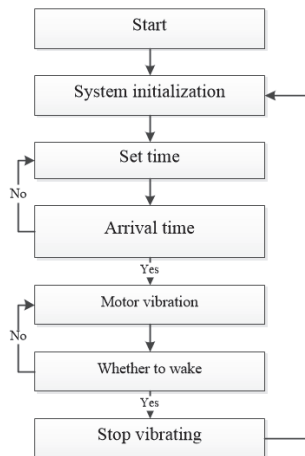 Start
System initialization
Set time
No
Arrival time
Yes
Motor vibration
No
Whether to wake
Yes
Stop vibrating